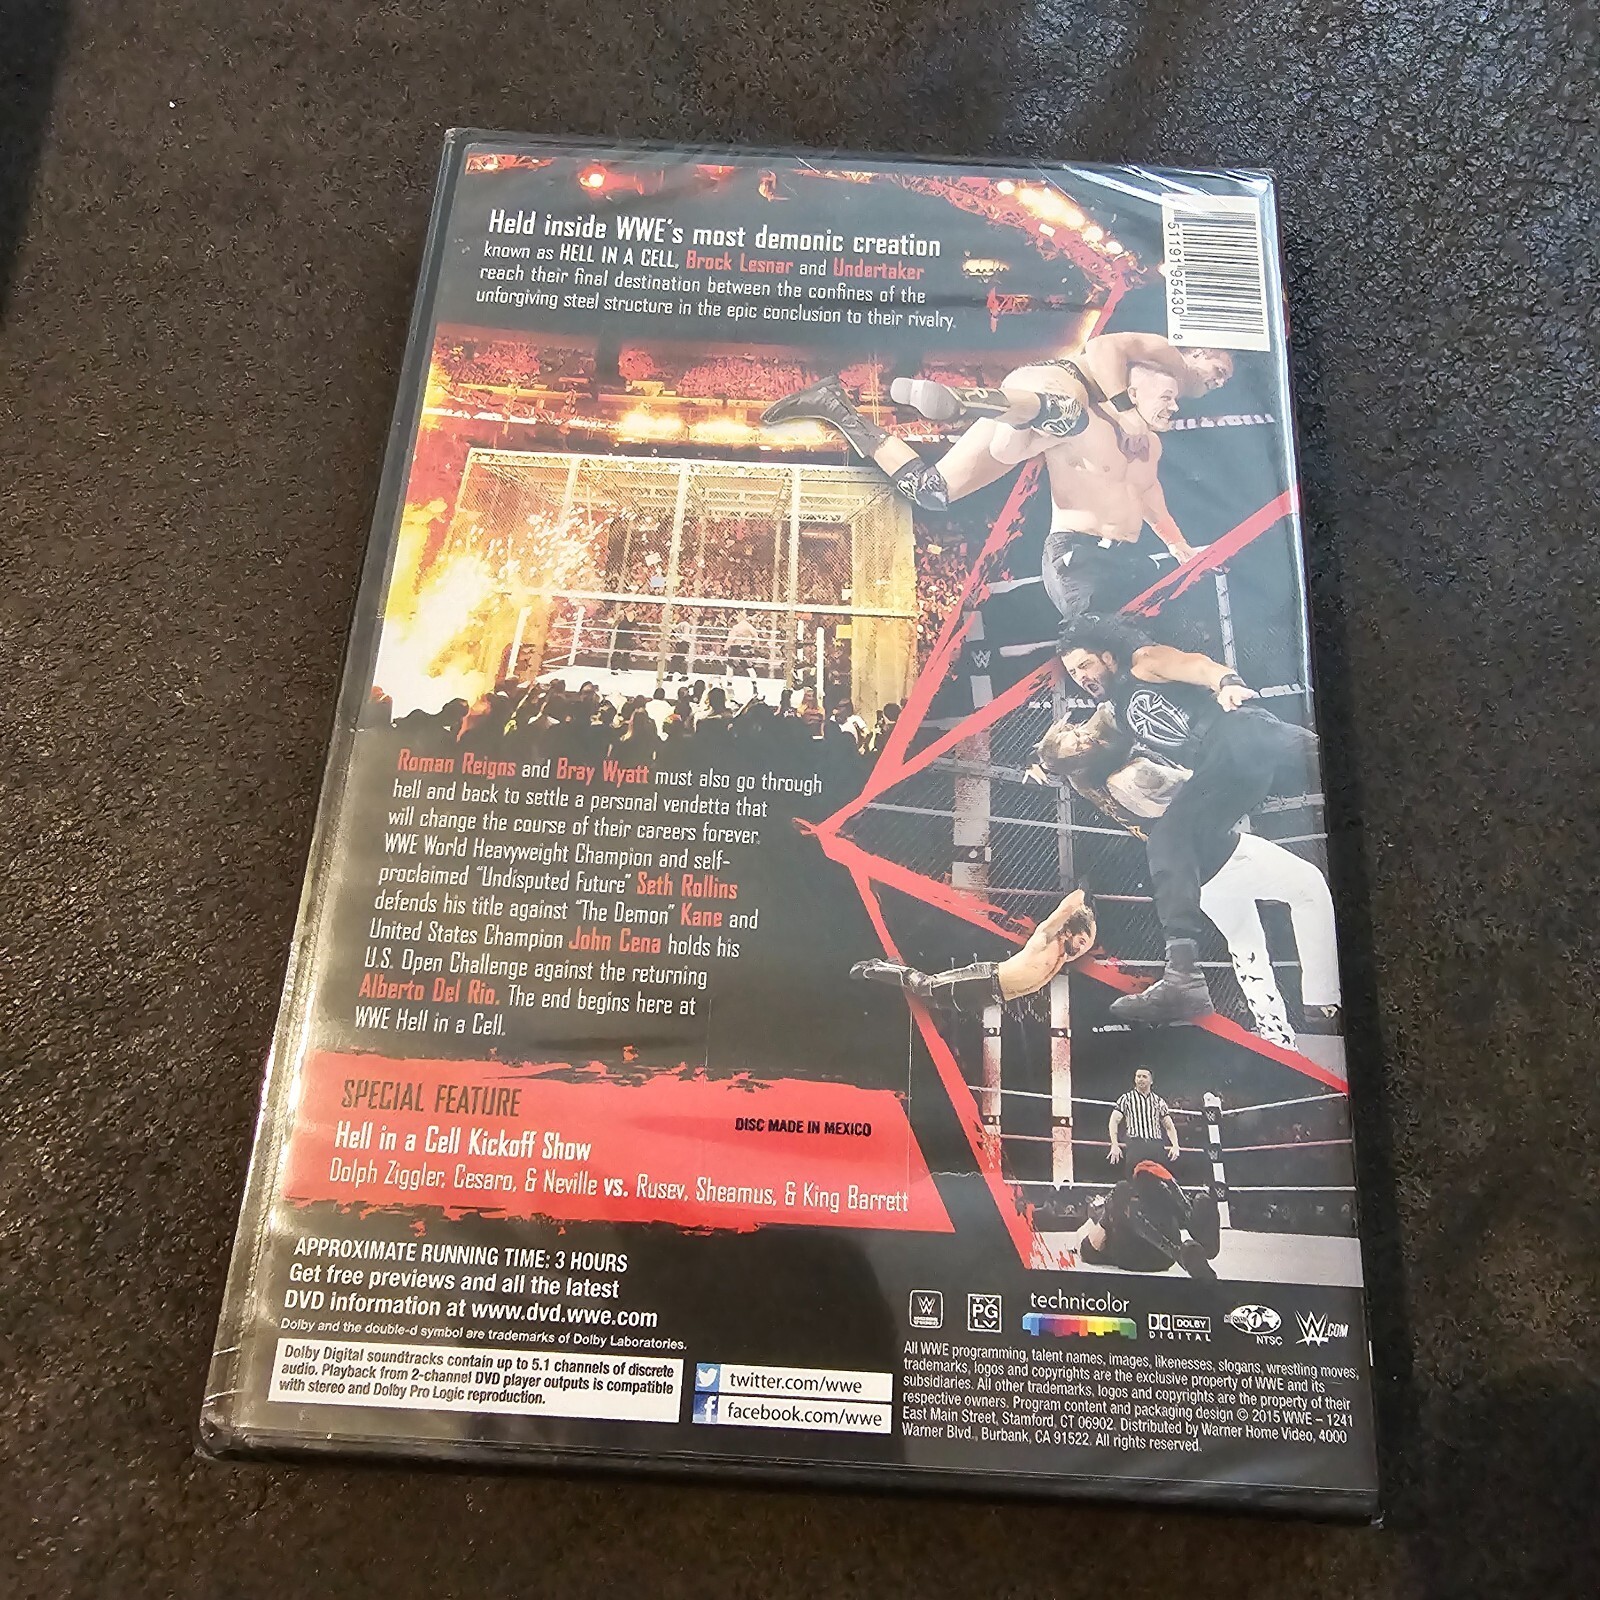 Held inside WWE's most demonic creation
known as HELL IN A CELL, Brock Lesnar and Undertaker
reach their final destination between the confines of the
unforgiving steel structure in the epic conclusion to their rivalry.
51191 95430 8
Roman Reigns and Bray Wyatt must also go through
hell and back to settle a personal vendetta that
will change the course of their careers forever.
WWE World Heavyweight Champion and self-
proclaimed "Undisputed Future" Seth Rollins
defends his title against "The Demon" Kane and
United States Champion John Cena holds his
U.S. Open Challenge against the returning
Alberto Del Rio. The end begins here at
WWE Hell in a Cell.
SPECIAL FEATURE
DISC MADE IN MEXICO
Hell in a Cell Kickoff Show
Dolph Ziggler, Cesaro, & Neville vs. Rusev, Sheamus, & King Barrett
APPROXIMATE RUNNING TIME: 3 HOURS
Get free previews and all the latest
DVD information at www.dvd.wwe.com
Dolby and the double-d symbol are trademarks of Dolby Laboratories.
Dolby Digital soundtracks contain up to 5.1 channels of discrete
audio. Playback from 2-channel DVD player outputs is compatible
with stereo and Dolby Pro Logic reproduction.
twitter.com/wwe
facebook.com/wwe
TV
PG
LV
technicolor
DOLBY
DIGITAL
1
NTSC
.COM
All WWE programming, talent names, images, likenesses, slogans, wrestling moves,
trademarks, logos and copyrights are the exclusive property of WWE and its
subsidiaries. All other trademarks, logos and copyrights are the property of their
respective owners. Program content and packaging design © 2015 WWE – 1241
East Main Street, Stamford, CT 06902. Distributed by Warner Home Video, 4000
Warner Blvd., Burbank, CA 91522. All rights reserved.